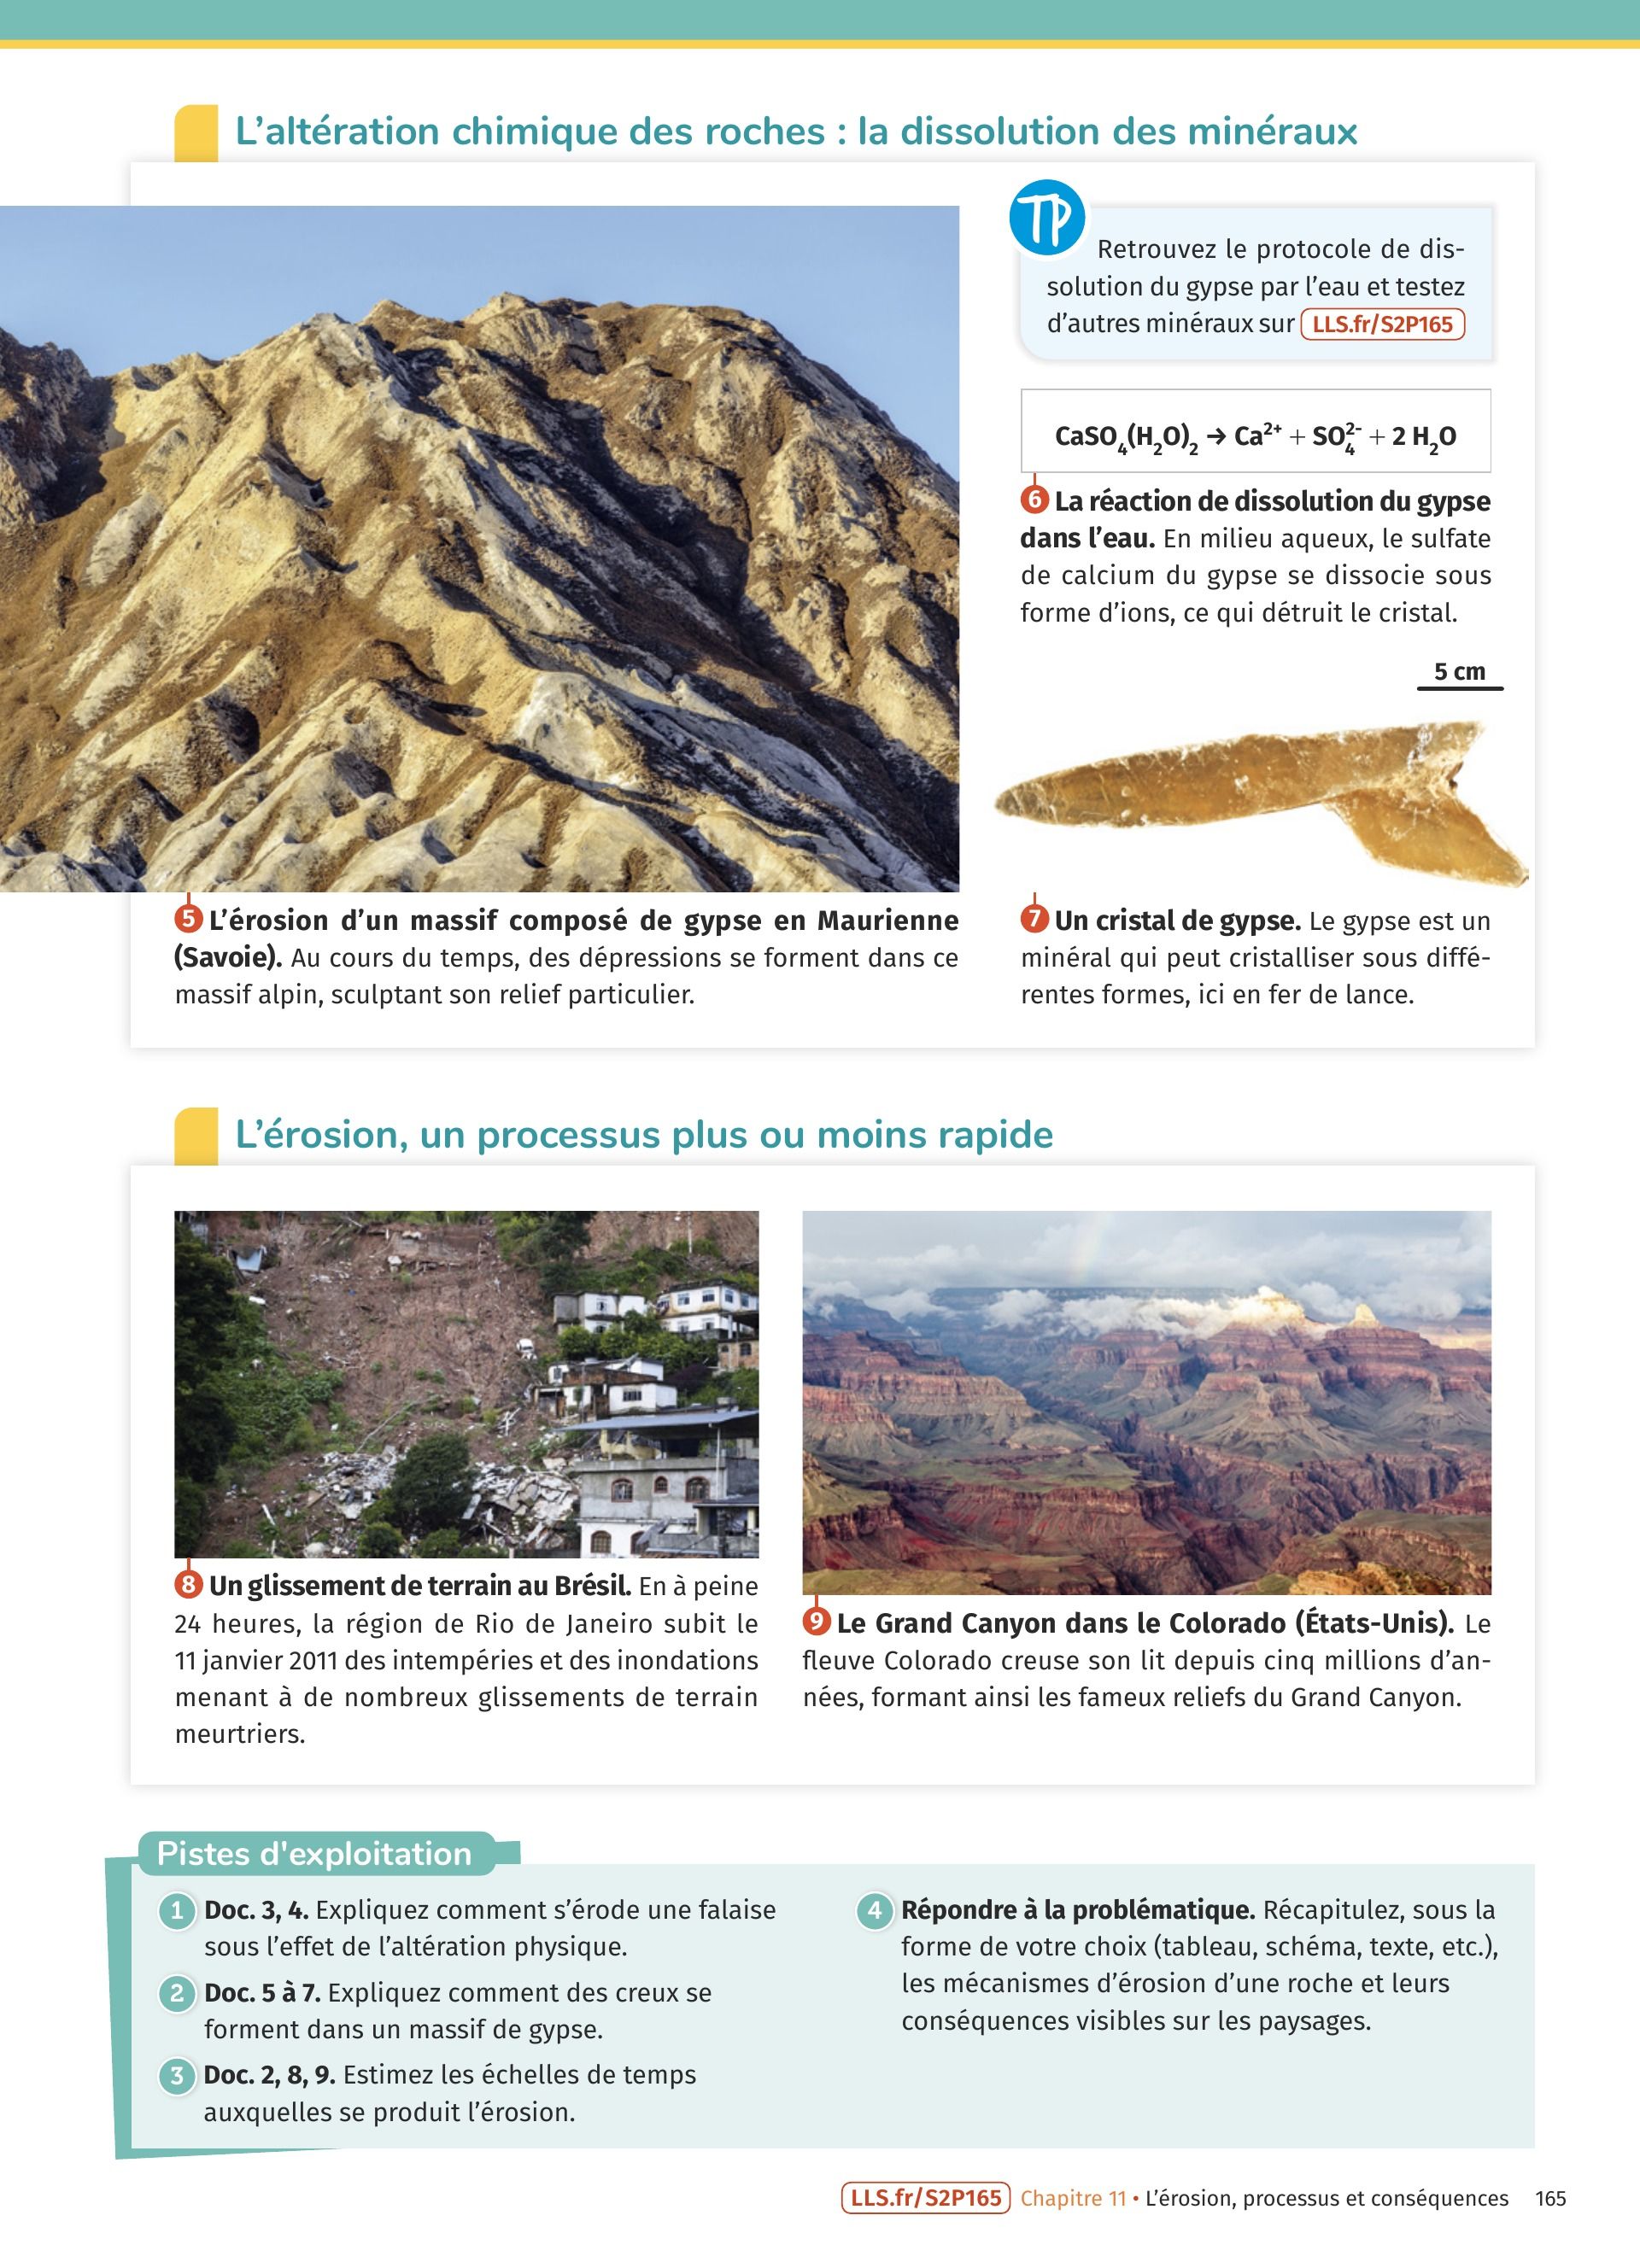 L'altération chimique des roches : la dissolution des minéraux
TP
Retrouvez le protocole de dis-
solution du gypse par l'eau et testez
d'autres minéraux sur LLS.fr/S2P165
CaSO₄(H₂O)₂ → Ca²⁺ + SO₄²⁻ + 2 H₂O
6 La réaction de dissolution du gypse
dans l'eau. En milieu aqueux, le sulfate
de calcium du gypse se dissocie sous
forme d'ions, ce qui détruit le cristal.
5 cm
5 L'érosion d'un massif composé de gypse en Maurienne
(Savoie). Au cours du temps, des dépressions se forment dans ce
massif alpin, sculptant son relief particulier.
7 Un cristal de gypse. Le gypse est un
minéral qui peut cristalliser sous diffé-
rentes formes, ici en fer de lance.
L'érosion, un processus plus ou moins rapide
8 Un glissement de terrain au Brésil. En à peine
24 heures, la région de Rio de Janeiro subit le
11 janvier 2011 des intempéries et des inondations
menant à de nombreux glissements de terrain
meurtriers.
9 Le Grand Canyon dans le Colorado (États-Unis). Le
fleuve Colorado creuse son lit depuis cinq millions d'an-
nées, formant ainsi les fameux reliefs du Grand Canyon.
Pistes d'exploitation
1 Doc. 3, 4. Expliquez comment s'érode une falaise
sous l'effet de l'altération physique.
2 Doc. 5 à 7. Expliquez comment des creux se
forment dans un massif de gypse.
3 Doc. 2, 8, 9. Estimez les échelles de temps
auxquelles se produit l'érosion.
4 Répondre à la problématique. Récapitulez, sous la
forme de votre choix (tableau, schéma, texte, etc.),
les mécanismes d'érosion d'une roche et leurs
conséquences visibles sur les paysages.
LLS.fr/S2P165 Chapitre 11 • L'érosion, processus et conséquences 165